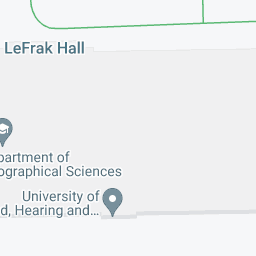 LeFrak Hall
partment of
ographical Sciences
University of
d, Hearing and...